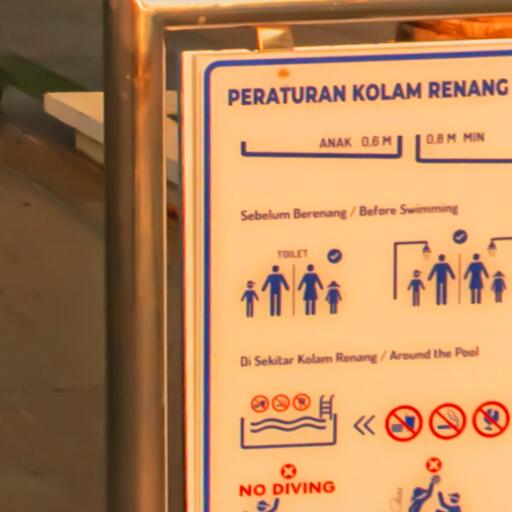 PERATURAN KOLAM RENANG
ANAK 0.6 M 0.8 M MIN
Sebelum Berenang / Before Swimming
TOILET
Di Sekitar Kolam Renang / Around the Pool
NO DIVING